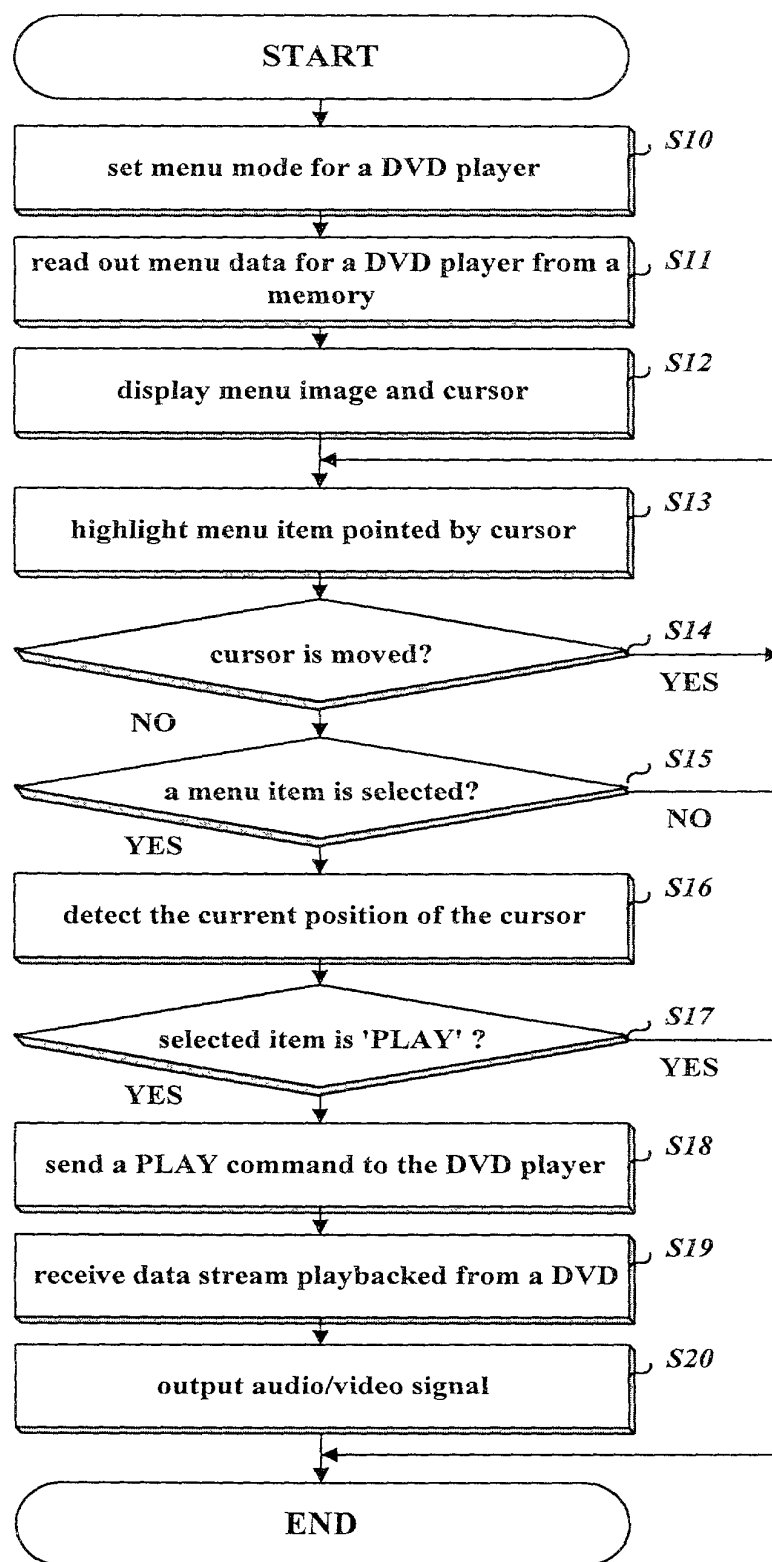 START
S10
set menu mode for a DVD player
S11
read out menu data for a DVD player from a
memory
S12
display menu image and cursor
S13
highlight menu item pointed by cursor
S14
cursor is moved?
YES
NO
S15
a menu item is selected?
NO
YES
S16
detect the current position of the cursor
S17
selected item is 'PLAY' ?
YES
YES
S18
send a PLAY command to the DVD player
S19
receive data stream playbacked from a DVD
S20
output audio/video signal
END